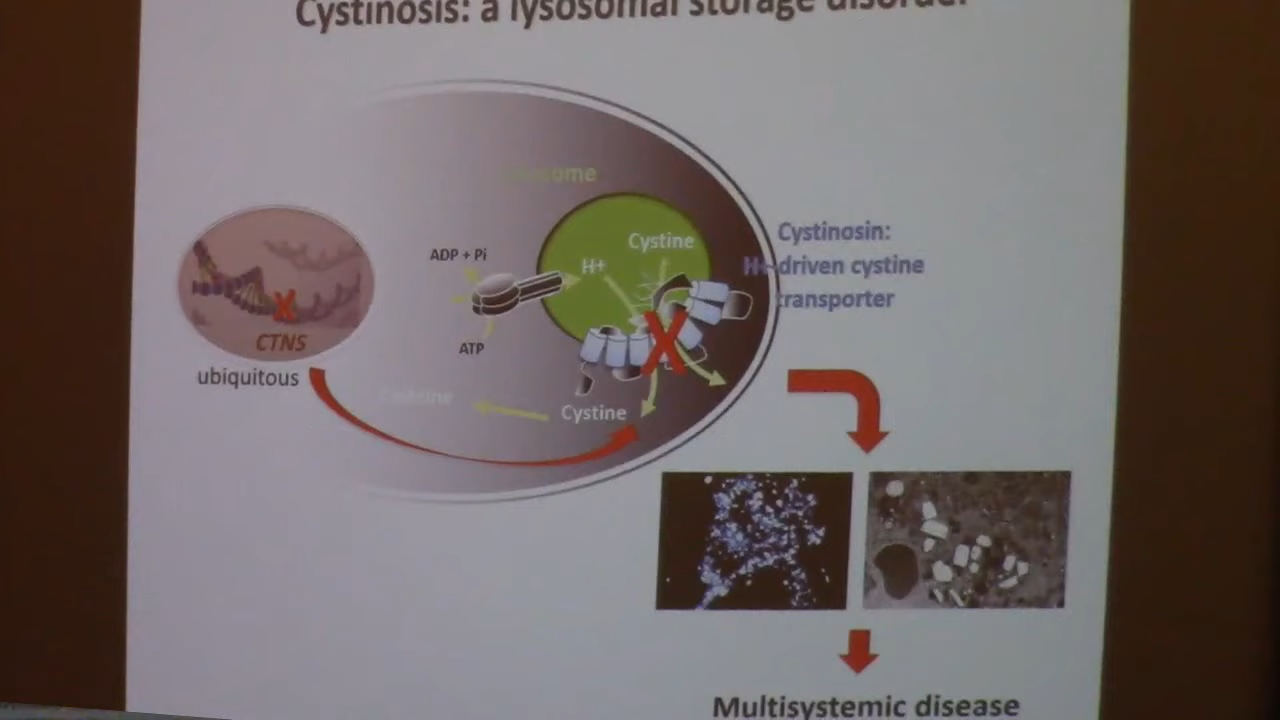 Cystinosis: a lysosomal storage disorder
ADP + Pi
H+
Cystine
Cystinosin:
H+-driven cystine
transporter
X
CTNS
ubiquitous
ATP
X
Cystine
Multisystemic disease